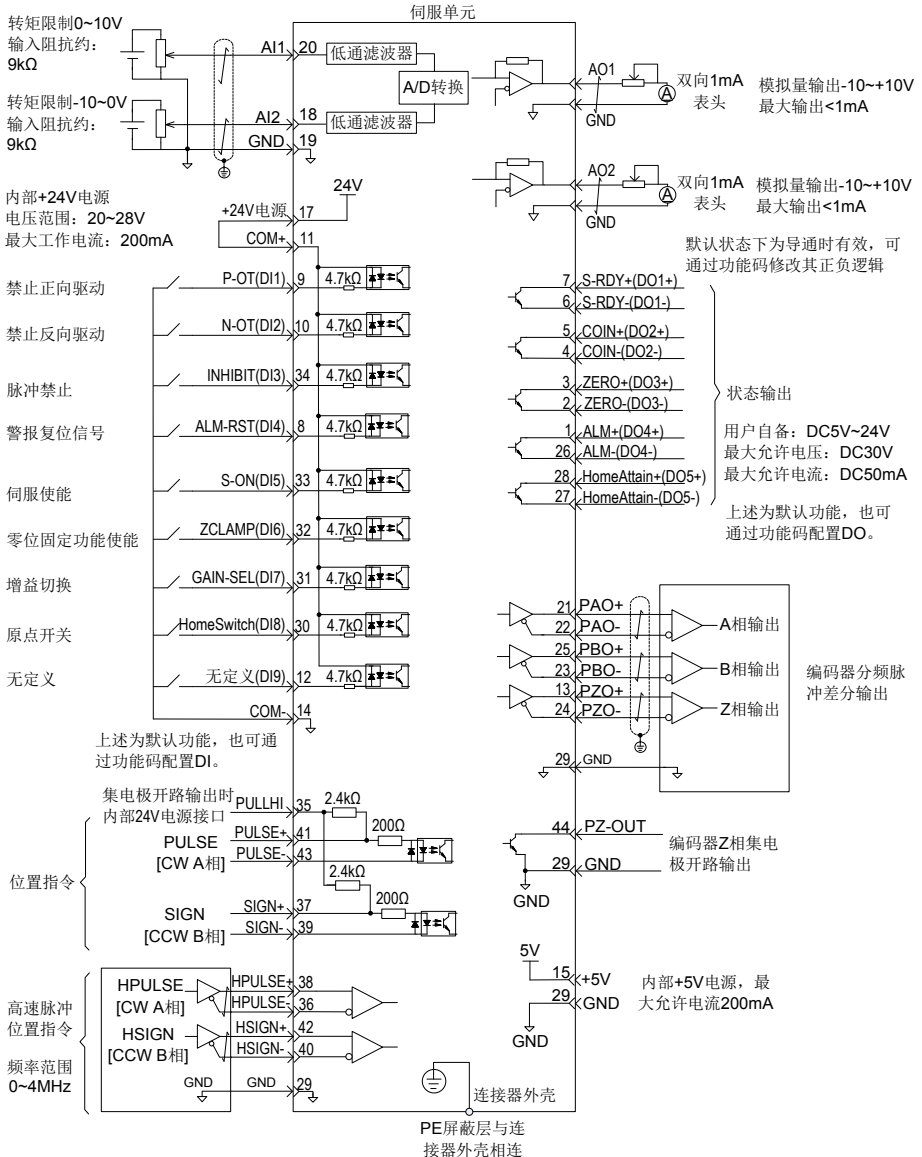 伺服单元
转矩限制0~10V
输入阻抗约：
9kΩ
AI1
20
低通滤波器
A/D转换
转矩限制-10~0V
输入阻抗约：
9kΩ
AI2
18
低通滤波器
GND
19
AO1
GND
A
双向1mA
表头
模拟量输出-10~+10V
最大输出<1mA
AO2
GND
A
双向1mA
表头
模拟量输出-10~+10V
最大输出<1mA
内部+24V电源
电压范围：20~28V
最大工作电流：200mA
24V
+24V电源
17
COM+
11
禁止正向驱动
P-OT(DI1)
9
4.7kΩ
禁止反向驱动
N-OT(DI2)
10
4.7kΩ
脉冲禁止
INHIBIT(DI3)
34
4.7kΩ
警报复位信号
ALM-RST(DI4)
8
4.7kΩ
伺服使能
S-ON(DI5)
33
4.7kΩ
零位固定功能使能
ZCLAMP(DI6)
32
4.7kΩ
增益切换
GAIN-SEL(DI7)
31
4.7kΩ
原点开关
HomeSwitch(DI8)
30
4.7kΩ
无定义
无定义(DI9)
12
4.7kΩ
COM-
14
上述为默认功能，也可通
过功能码配置DI。
默认状态下为导通时有效，可
通过功能码修改其正负逻辑
7
S-RDY+(DO1+)
6
S-RDY-(DO1-)
5
COIN+(DO2+)
4
COIN-(DO2-)
3
ZERO+(DO3+)
2
ZERO-(DO3-)
1
ALM+(DO4+)
26
ALM-(DO4-)
28
HomeAttain+(DO5+)
27
HomeAttain-(DO5-)
状态输出
用户自备：DC5V~24V
最大允许电压：DC30V
最大允许电流：DC50mA
上述为默认功能，也可
通过功能码配置DO。
21
PAO+
22
PAO-
A相输出
25
PBO+
23
PBO-
B相输出
13
PZO+
24
PZO-
Z相输出
29
GND
编码器分频脉
冲差分输出
集电极开路输出时
内部24V电源接口
PULLHI
35
2.4kΩ
PULSE+
41
200Ω
PULSE
[CW A相]
PULSE-
43
2.4kΩ
位置指令
SIGN+
37
200Ω
SIGN
[CCW B相]
SIGN-
39
44
PZ-OUT
29
GND
GND
编码器Z相集电
极开路输出
高速脉冲
位置指令
频率范围
0~4MHz
HPULSE
[CW A相]
HPULSE+
38
HPULSE-
36
HSIGN
[CCW B相]
HSIGN+
42
HSIGN-
40
GND
GND
29
5V
15
+5V
29
GND
GND
内部+5V电源，最
大允许电流200mA
连接器外壳
PE屏蔽层与连
接器外壳相连